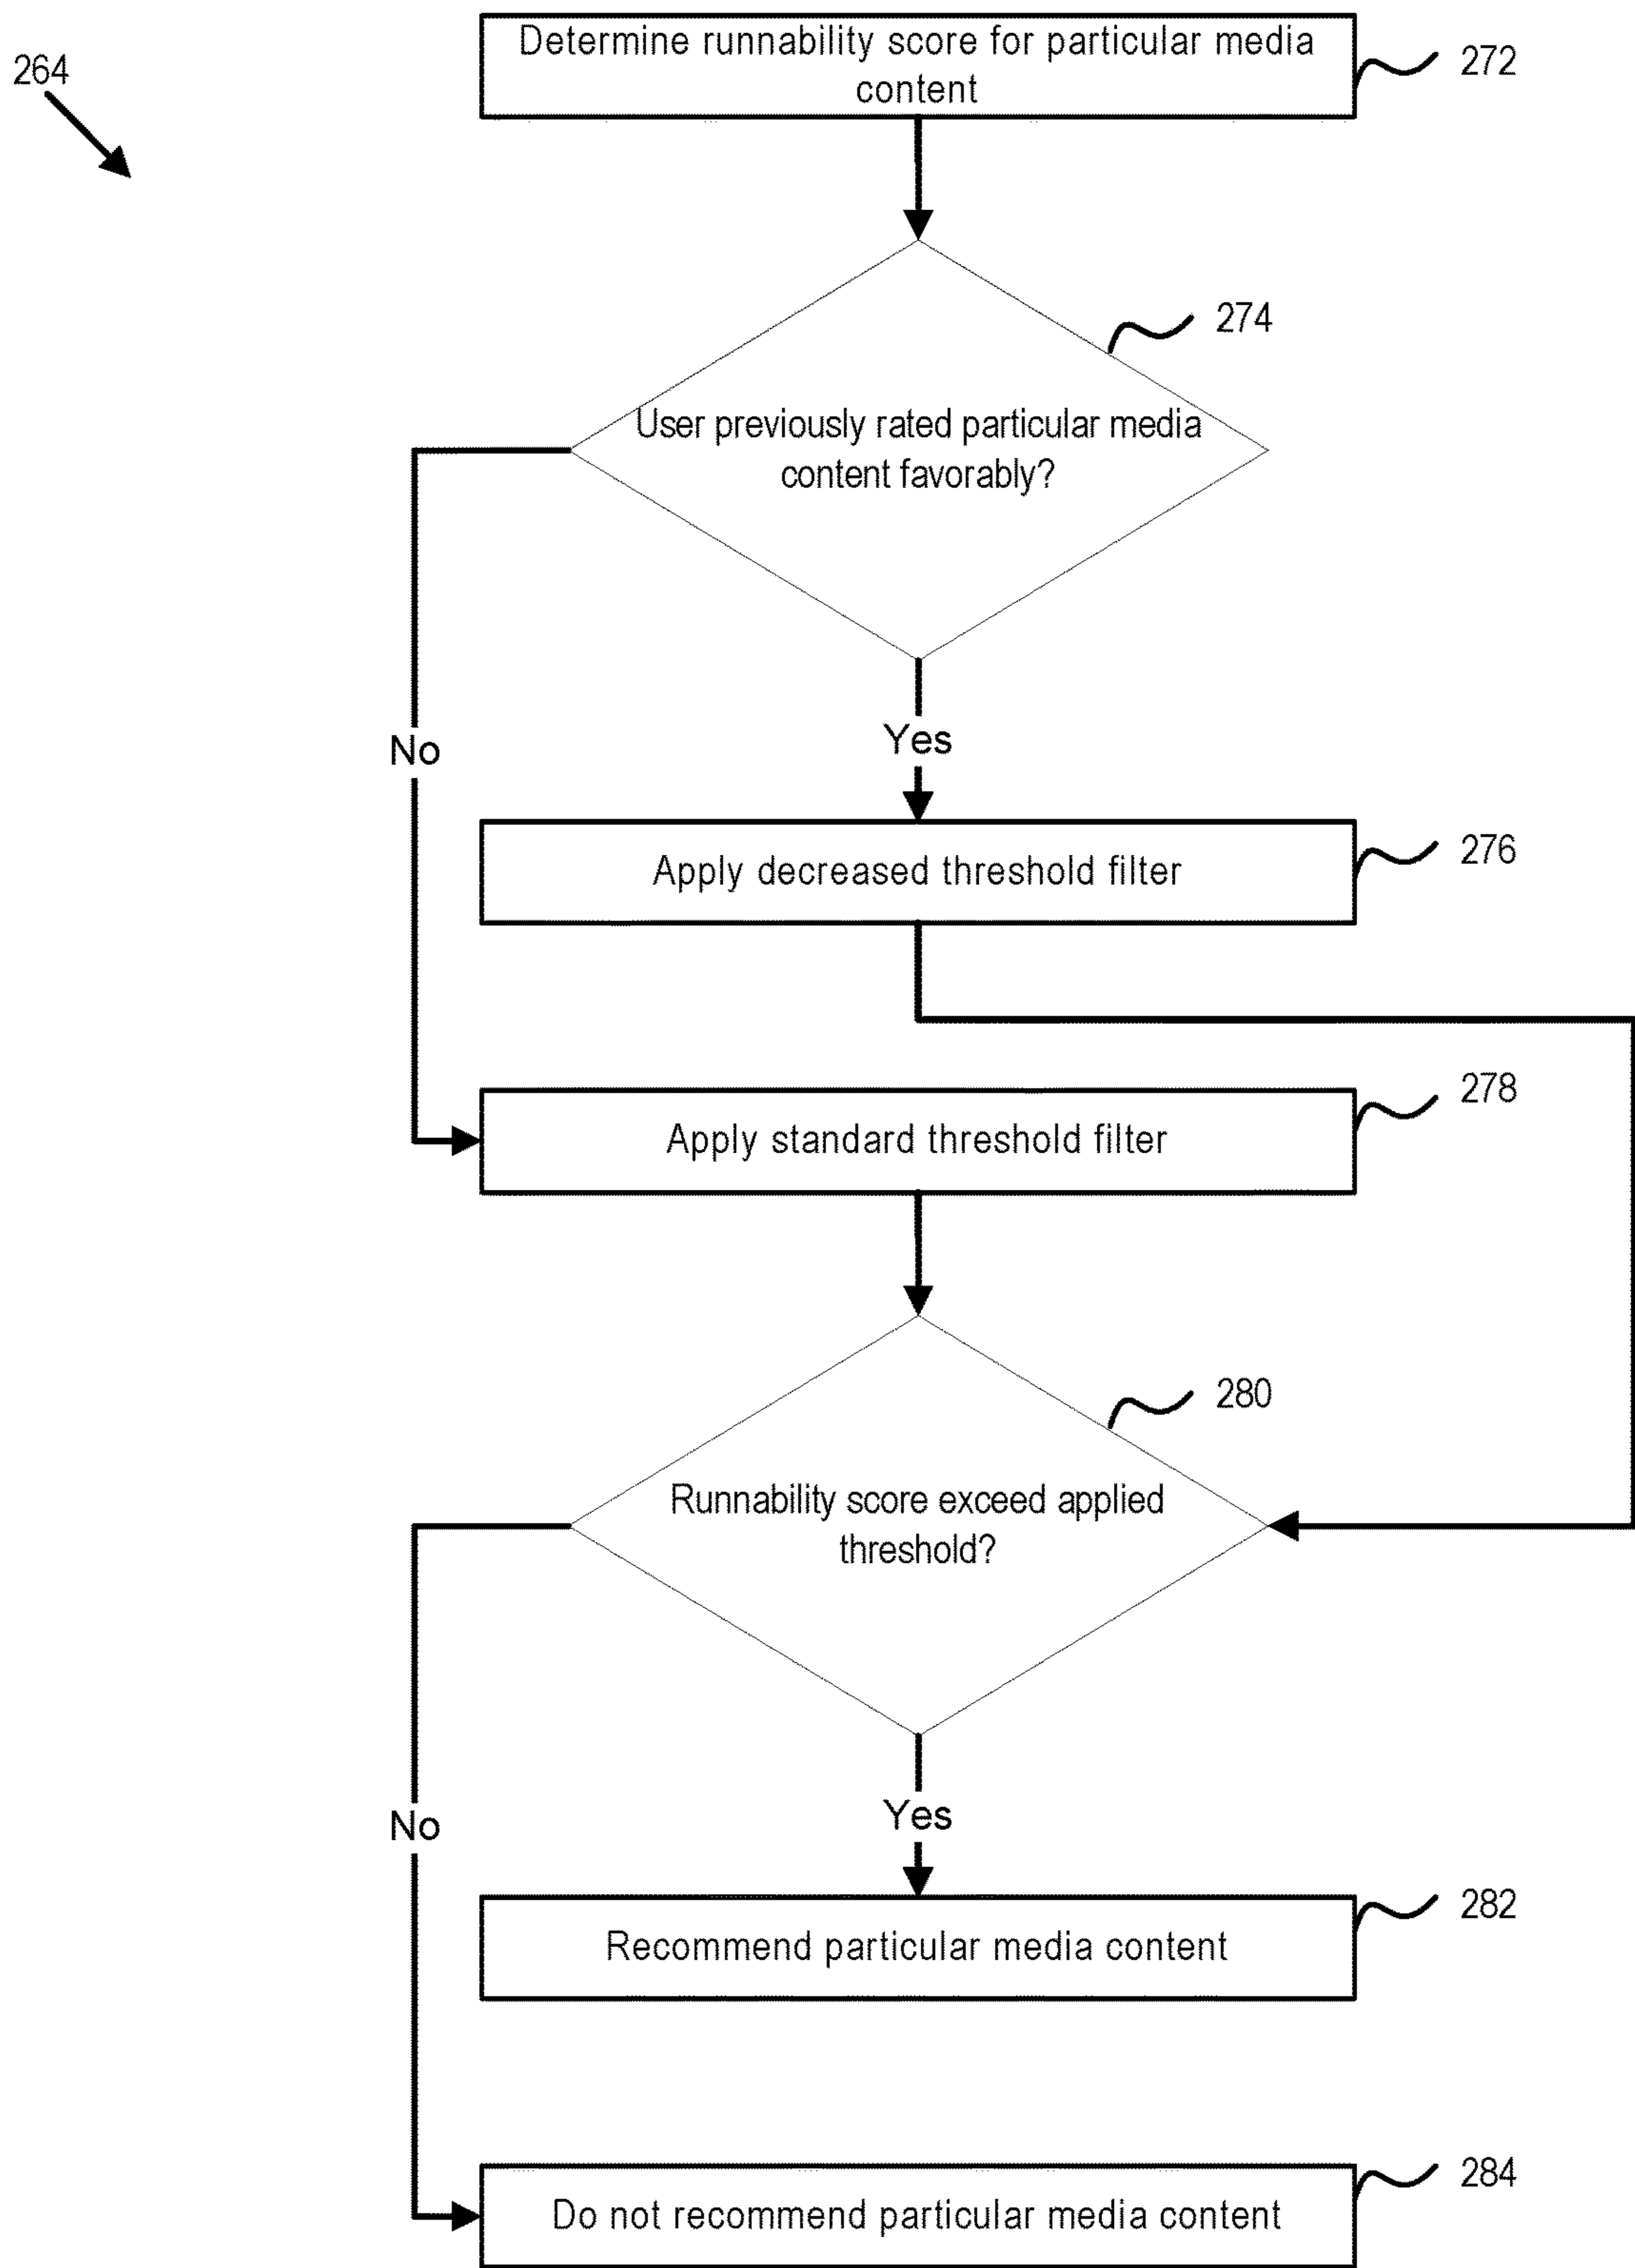 264
Determine runnability score for particular media
content
272
274
User previously rated particular media
content favorably?
No
Yes
Apply decreased threshold filter
276
Apply standard threshold filter
278
280
Runnability score exceed applied
threshold?
No
Yes
Recommend particular media content
282
Do not recommend particular media content
284